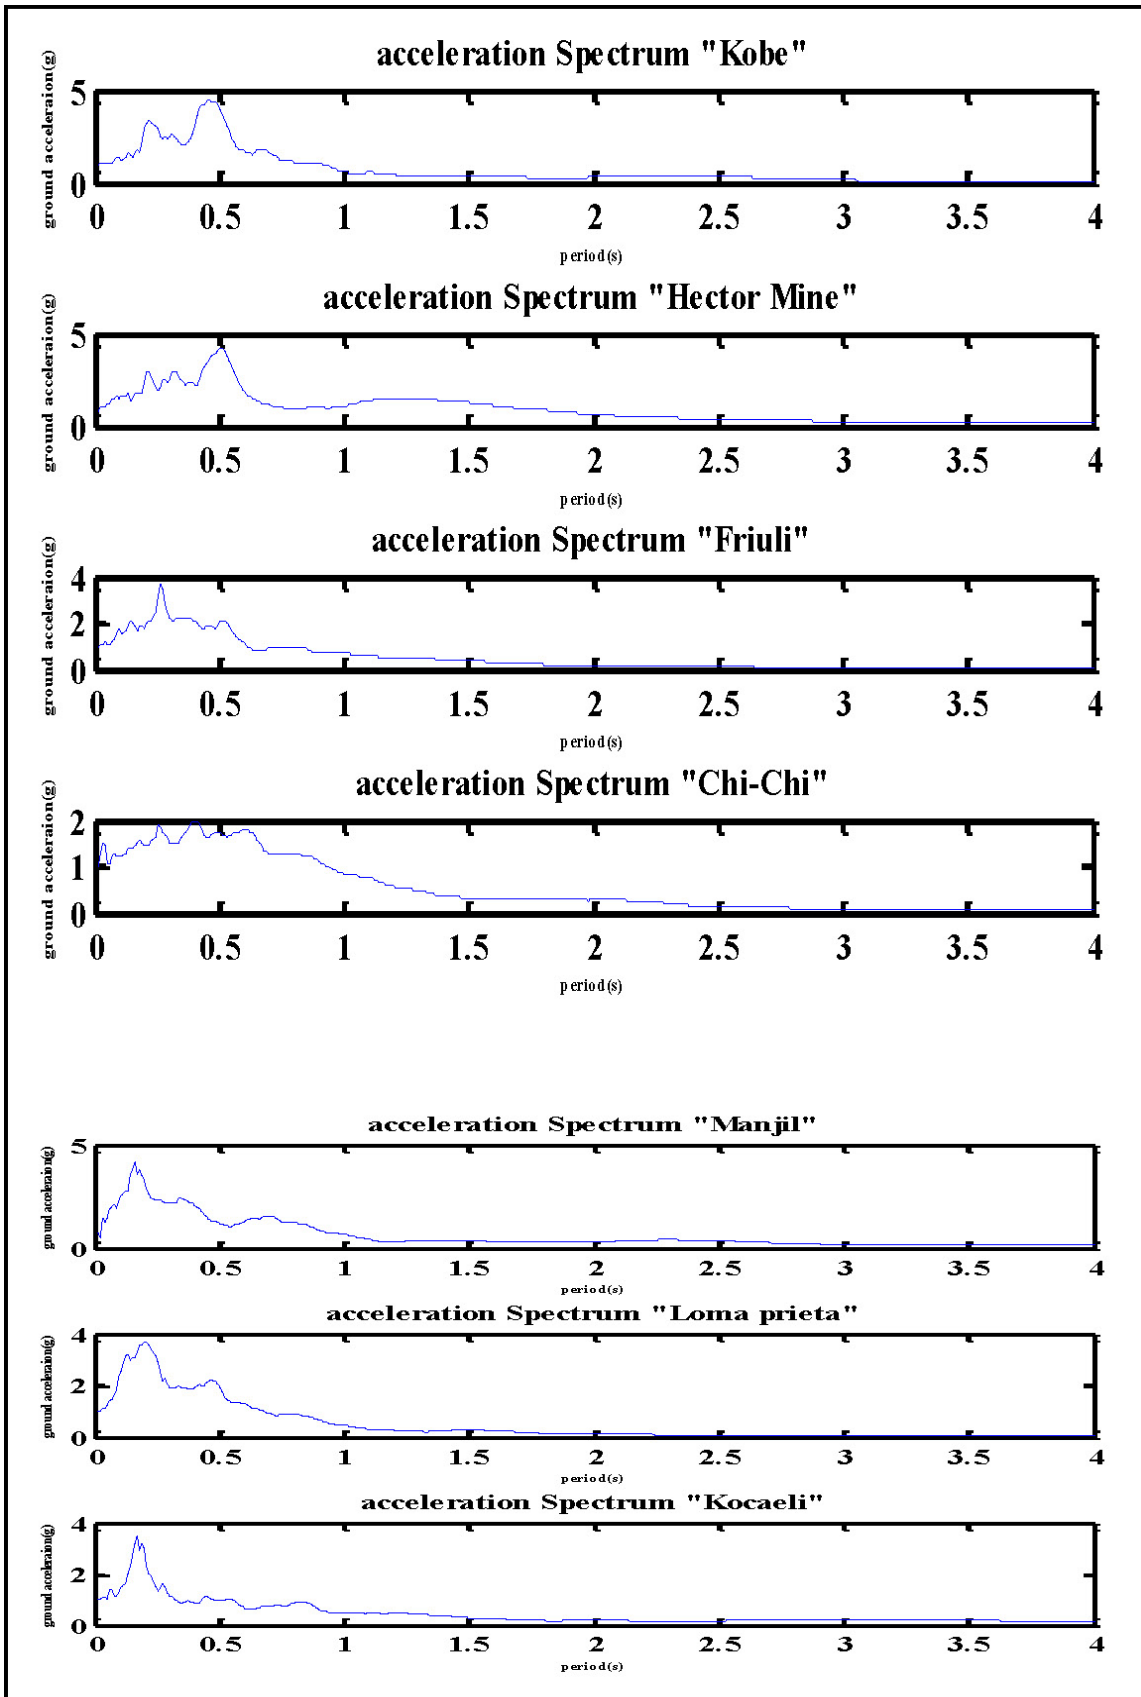 acceleration Spectrum "Kobe"
ground acceleraion(g)
5
0
0 0.5 1 1.5 2 2.5 3 3.5 4
period(s)
acceleration Spectrum "Hector Mine"
ground acceleraion(g)
5
0
0 0.5 1 1.5 2 2.5 3 3.5 4
period(s)
acceleration Spectrum "Friuli"
ground acceleraion(g)
4
2
0
0 0.5 1 1.5 2 2.5 3 3.5 4
period(s)
acceleration Spectrum "Chi-Chi"
ground acceleraion(g)
2
1
0
0 0.5 1 1.5 2 2.5 3 3.5 4
period(s)
acceleration Spectrum "Manjil"
ground acceleraion(g)
5
0
0 0.5 1 1.5 2 2.5 3 3.5 4
period(s)
acceleration Spectrum "Loma prieta"
ground acceleraion(g)
4
2
0
0 0.5 1 1.5 2 2.5 3 3.5 4
period(s)
acceleration Spectrum "Kocaeli"
ground acceleraion(g)
4
2
0
0 0.5 1 1.5 2 2.5 3 3.5 4
period(s)